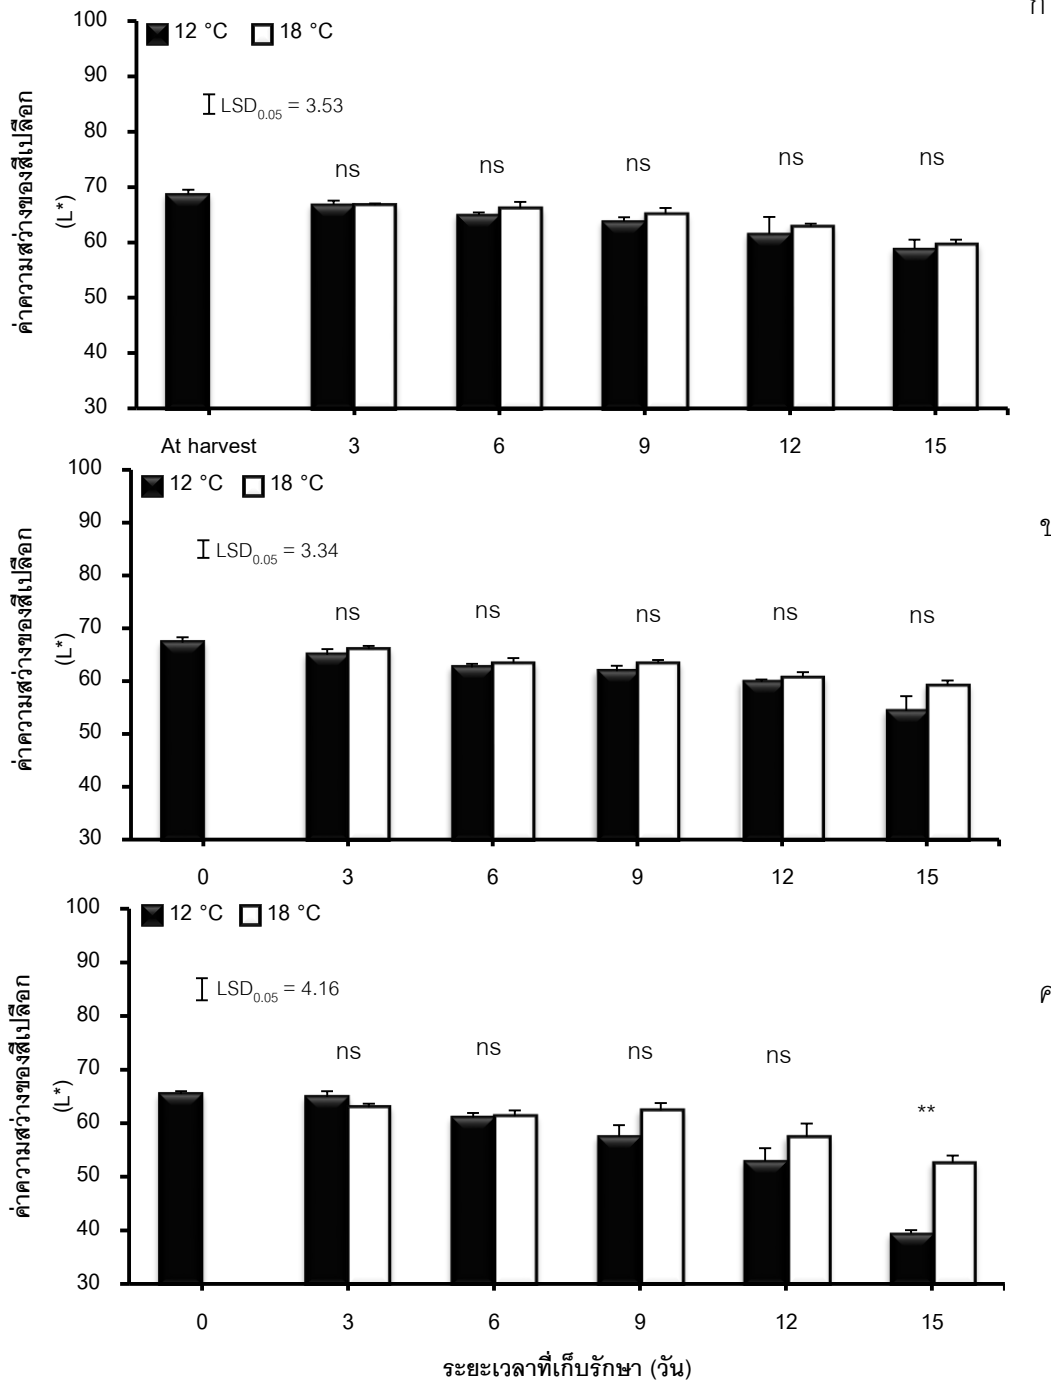 ก
100
12 °C 18 °C
90
LSD0.05 = 3.53
80
ns ns ns ns ns
70
60
50
40
30
ค่าความสว่างของสีเปลือก
(L*)
At harvest 3 6 9 12 15
100
12 °C 18 °C
90
ข
LSD0.05 = 3.34
80
70
ns ns ns ns ns
60
50
40
30
ค่าความสว่างของสีเปลือก
(L*)
0 3 6 9 12 15
100
12 °C 18 °C
90
LSD0.05 = 4.16
ค
80
70
ns ns ns ns **
60
50
40
30
ค่าความสว่างของสีเปลือก
(L*)
0 3 6 9 12 15
ระยะเวลาที่เก็บรักษา (วัน)